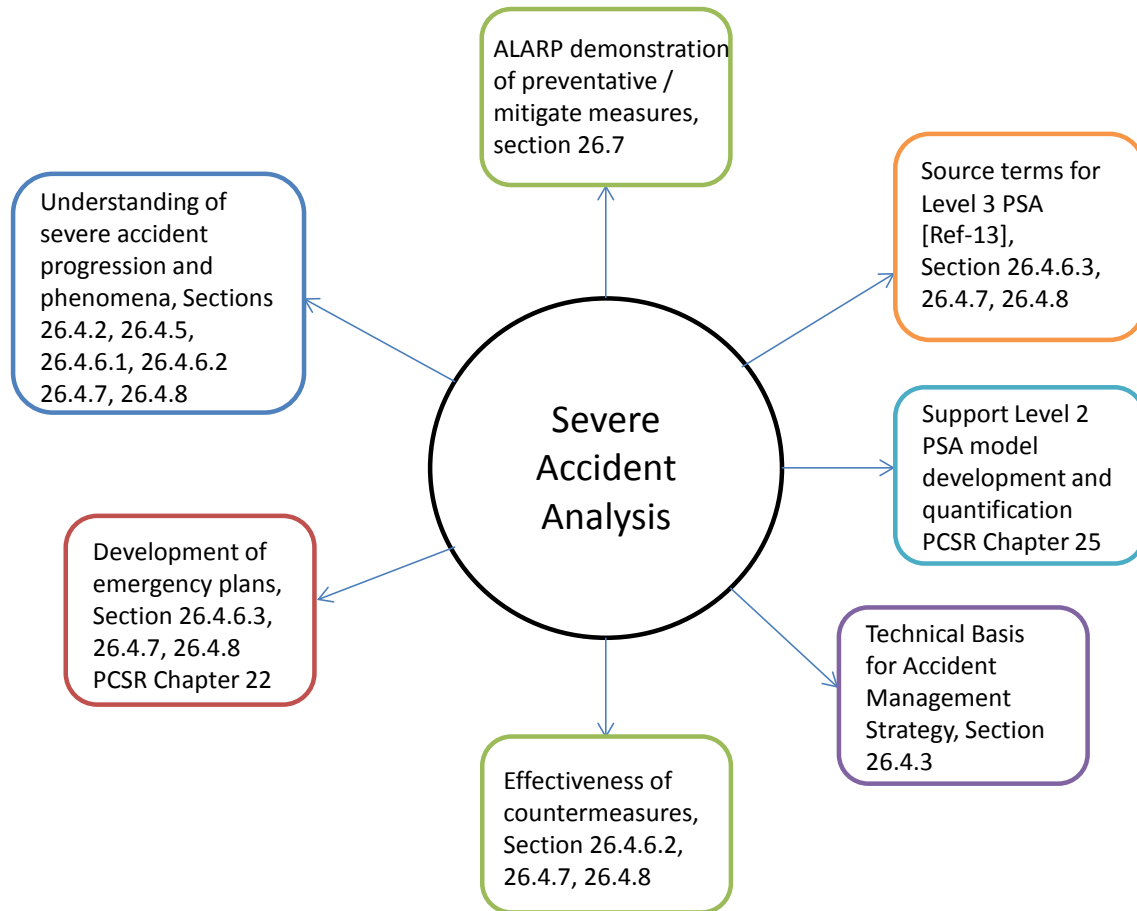 ALARP demonstration
of preventative /
mitigate measures,
section 26.7
Source terms for
Level 3 PSA
[Ref-13],
Section 26.4.6.3,
26.4.7, 26.4.8
Understanding of
severe accident
progression and
phenomena, Sections
26.4.2, 26.4.5,
26.4.6.1, 26.4.6.2
26.4.7, 26.4.8
Severe
Accident
Analysis
Support Level 2
PSA model
development and
quantification
PCSR Chapter 25
Development of
emergency plans,
Section 26.4.6.3,
26.4.7, 26.4.8
PCSR Chapter 22
Technical Basis
for Accident
Management
Strategy, Section
26.4.3
Effectiveness of
countermeasures,
Section 26.4.6.2,
26.4.7, 26.4.8